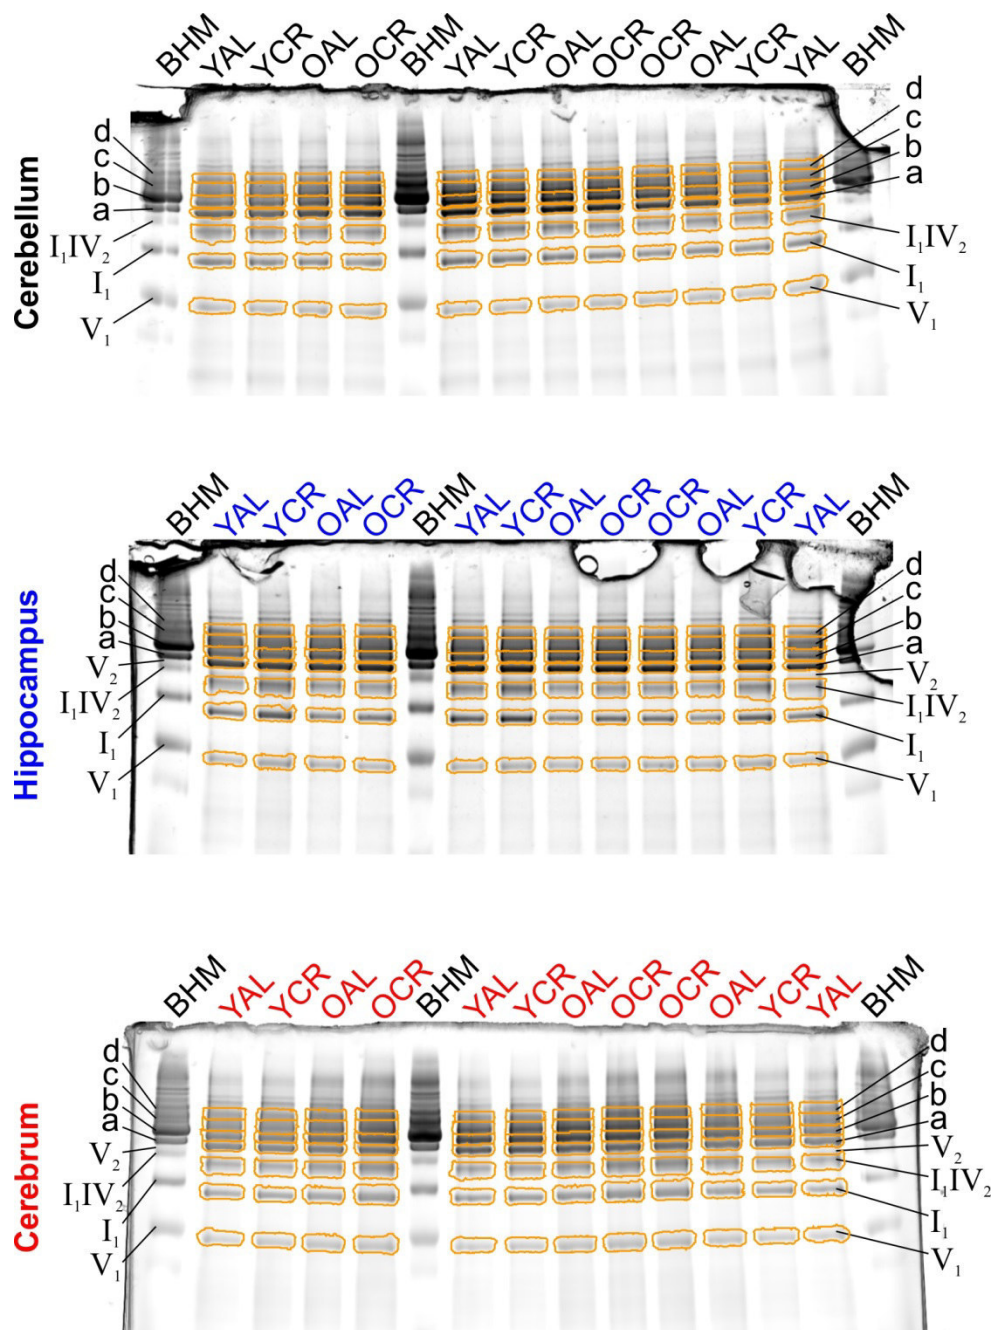 BHM YAL YCR OAL OCR BHM YAL YCR OAL OCR OCR OAL YCR YAL BHM
Cerebellum
d
c
b
a
I₁IV₂
I₁
V₁
d
c
b
a
I₁IV₂
I₁
V₁
BHM YAL YCR OAL OCR BHM YAL YCR OAL OCR OCR OAL YCR YAL BHM
Hippocampus
d
c
b
a
V₂
I₁IV₂
I₁
V₁
d
c
b
a
V₂
I₁IV₂
I₁
V₁
BHM YAL YCR OAL OCR BHM YAL YCR OAL OCR OCR OAL YCR YAL BHM
Cerebrum
d
c
b
a
V₂
I₁IV₂
I₁
V₁
d
c
b
a
V₂
I₁IV₂
I₁
V₁